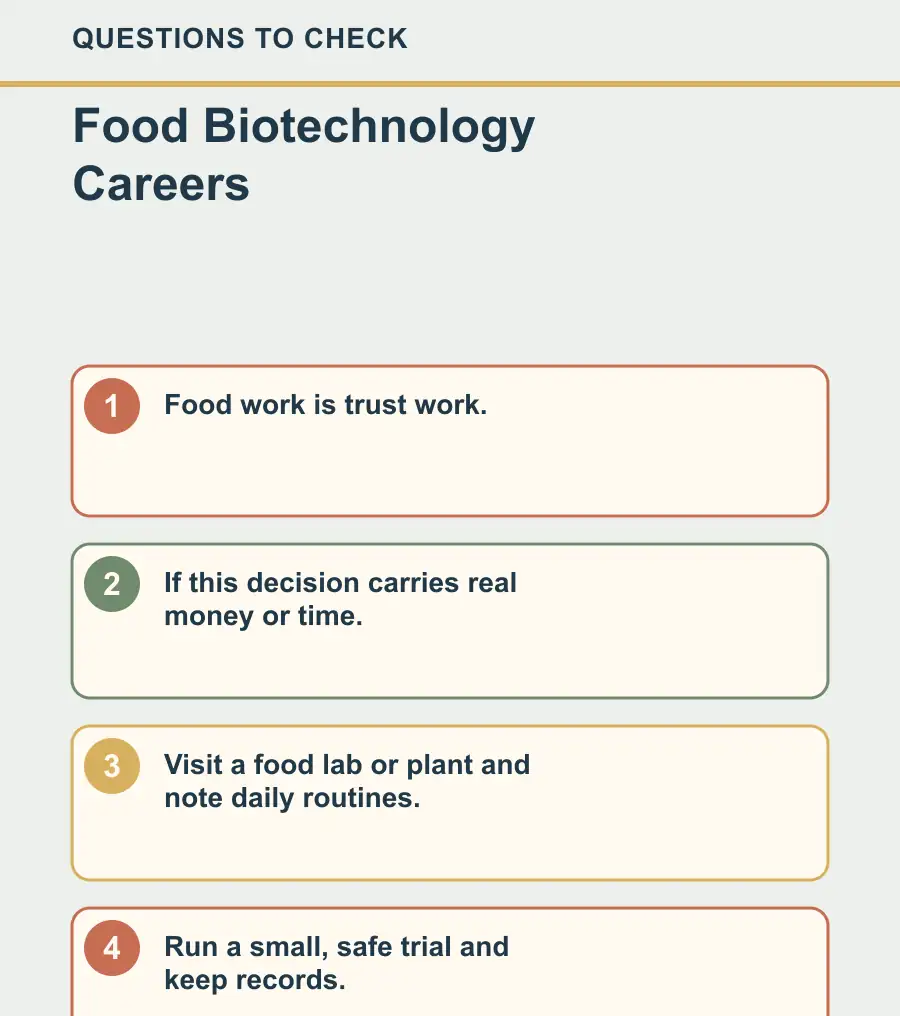 QUESTIONS TO CHECK
Food Biotechnology
Careers
1
Food work is trust work.
2
If this decision carries real
money or time.
3
Visit a food lab or plant and
note daily routines.
4
Run a small, safe trial and
keep records.